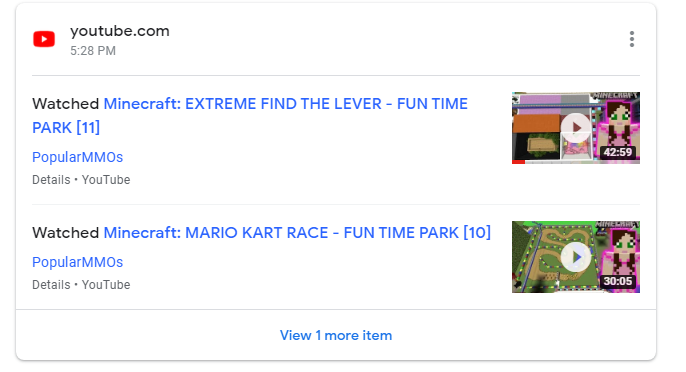 youtube.com
5:28 PM
Watched Minecraft: EXTREME FIND THE LEVER - FUN TIME
PARK [11]
PopularMMOs
Details • YouTube
MINECRAFT
42:59
Watched Minecraft: MARIO KART RACE - FUN TIME PARK [10]
PopularMMOs
Details • YouTube
MINECRAFT
30:05
View 1 more item